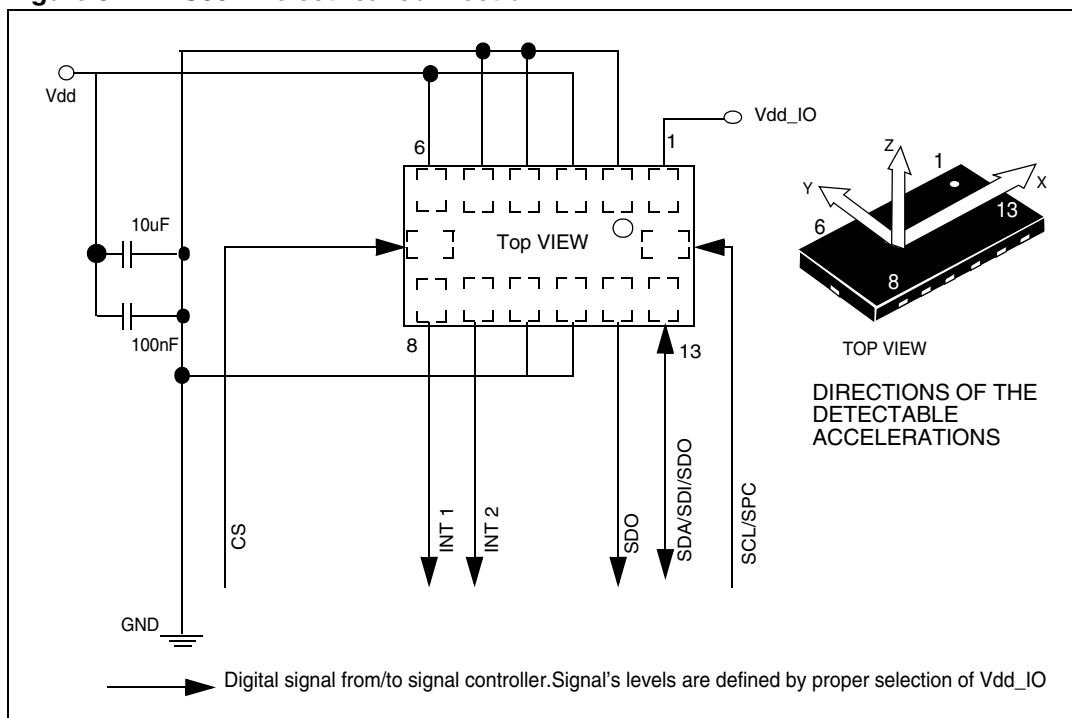 Vdd
Vdd_IO
6
1
10uF
100nF
Top VIEW
8
13
Z
Y
X
1
6
13
8
TOP VIEW
DIRECTIONS OF THE
DETECTABLE
ACCELERATIONS
CS
INT 1
INT 2
SDO
SDA/SDI/SDO
SCL/SPC
GND
Digital signal from/to signal controller.Signal's levels are defined by proper selection of Vdd_IO